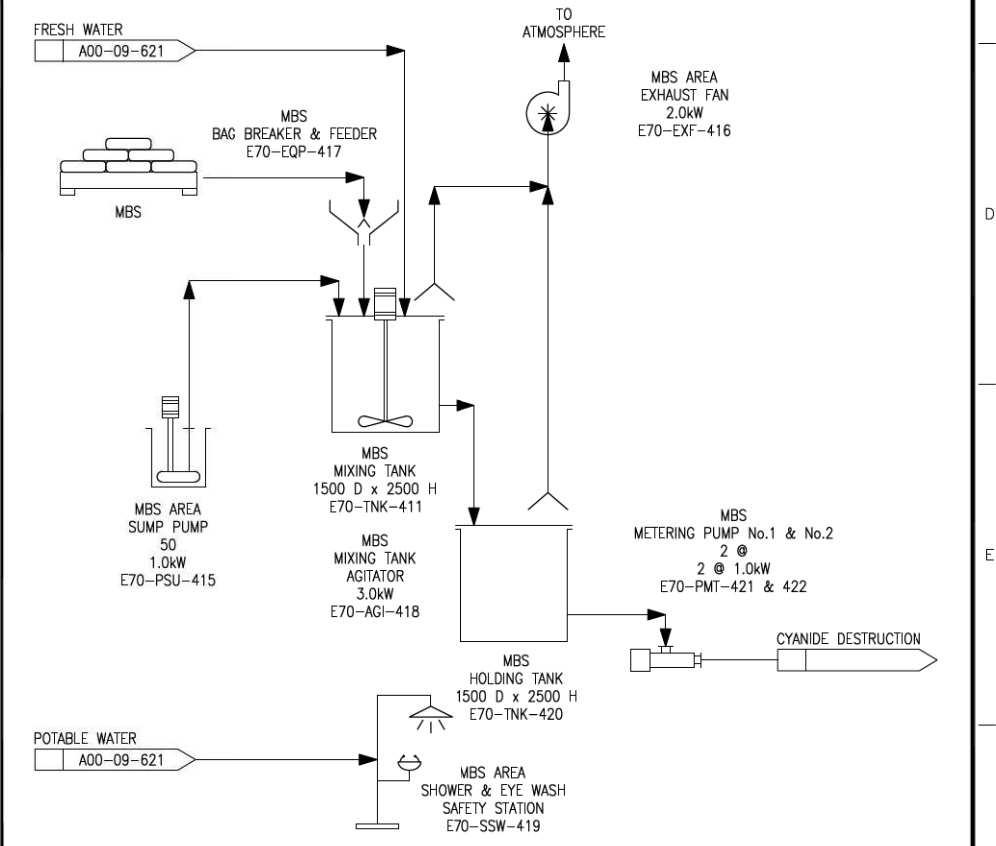 TO
ATMOSPHERE
FRESH WATER
A00-09-621
MBS AREA
EXHAUST FAN
2.0kW
E70-EXF-416
MBS
BAG BREAKER & FEEDER
E70-EQP-417
MBS
D
MBS
MIXING TANK
1500 D x 2500 H
E70-TNK-411
MBS AREA
SUMP PUMP
50
1.0kW
E70-PSU-415
MBS
MIXING TANK
AGITATOR
3.0kW
E70-AGI-418
MBS
METERING PUMP No.1 & No.2
2 @
2 @ 1.0kW
E70-PMT-421 & 422
E
CYANIDE DESTRUCTION
MBS
HOLDING TANK
1500 D x 2500 H
E70-TNK-420
POTABLE WATER
A00-09-621
MBS AREA
SHOWER & EYE WASH
SAFETY STATION
E70-SSW-419